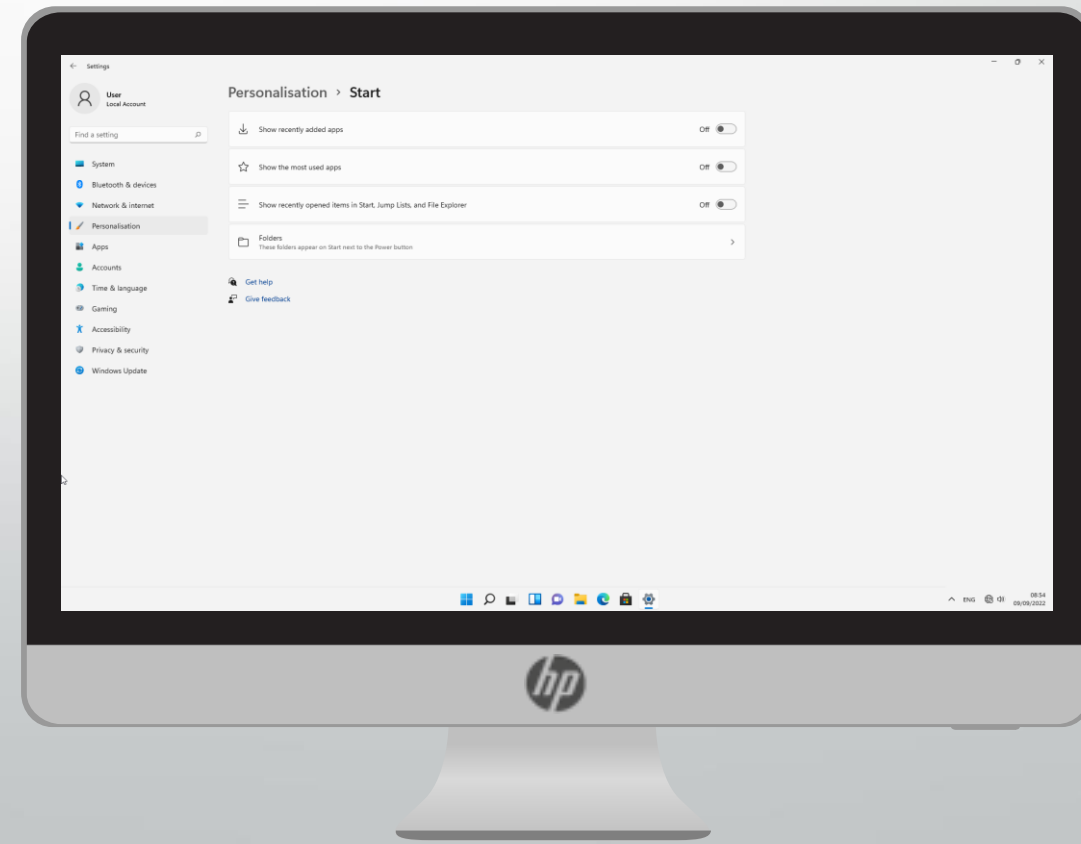 Settings
User
Local Account
Find a setting
System
Bluetooth & devices
Network & internet
Personalisation
Apps
Accounts
Time & language
Gaming
Accessibility
Privacy & security
Windows Update
Personalisation > Start
Show recently added apps Off
Show the most used apps Off
Show recently opened items in Start, Jump Lists, and File Explorer Off
Folders
These folders appear on Start next to the Power button
Get help
Give feedback
ENG
08:54
09/09/2022
hp